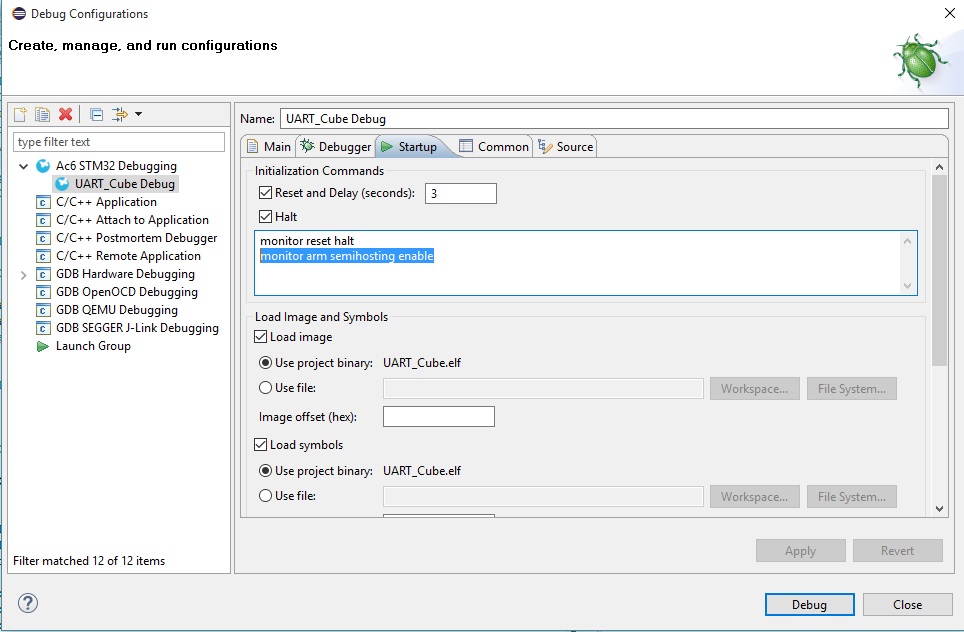 Debug Configurations
Create, manage, and run configurations
type filter text
Ac6 STM32 Debugging
UART_Cube Debug
C/C++ Application
C/C++ Attach to Application
C/C++ Postmortem Debugger
C/C++ Remote Application
GDB Hardware Debugging
GDB OpenOCD Debugging
GDB QEMU Debugging
GDB SEGGER J-Link Debugging
Launch Group
Filter matched 12 of 12 items
Name: UART_Cube Debug
Main Debugger Startup Common Source
Initialization Commands
Reset and Delay (seconds): 3
Halt
monitor reset halt
monitor arm semihosting enable
Load Image and Symbols
Load image
Use project binary: UART_Cube.elf
Use file: Workspace... File System...
Image offset (hex):
Load symbols
Use project binary: UART_Cube.elf
Use file: Workspace... File System...
Apply Revert
Debug Close